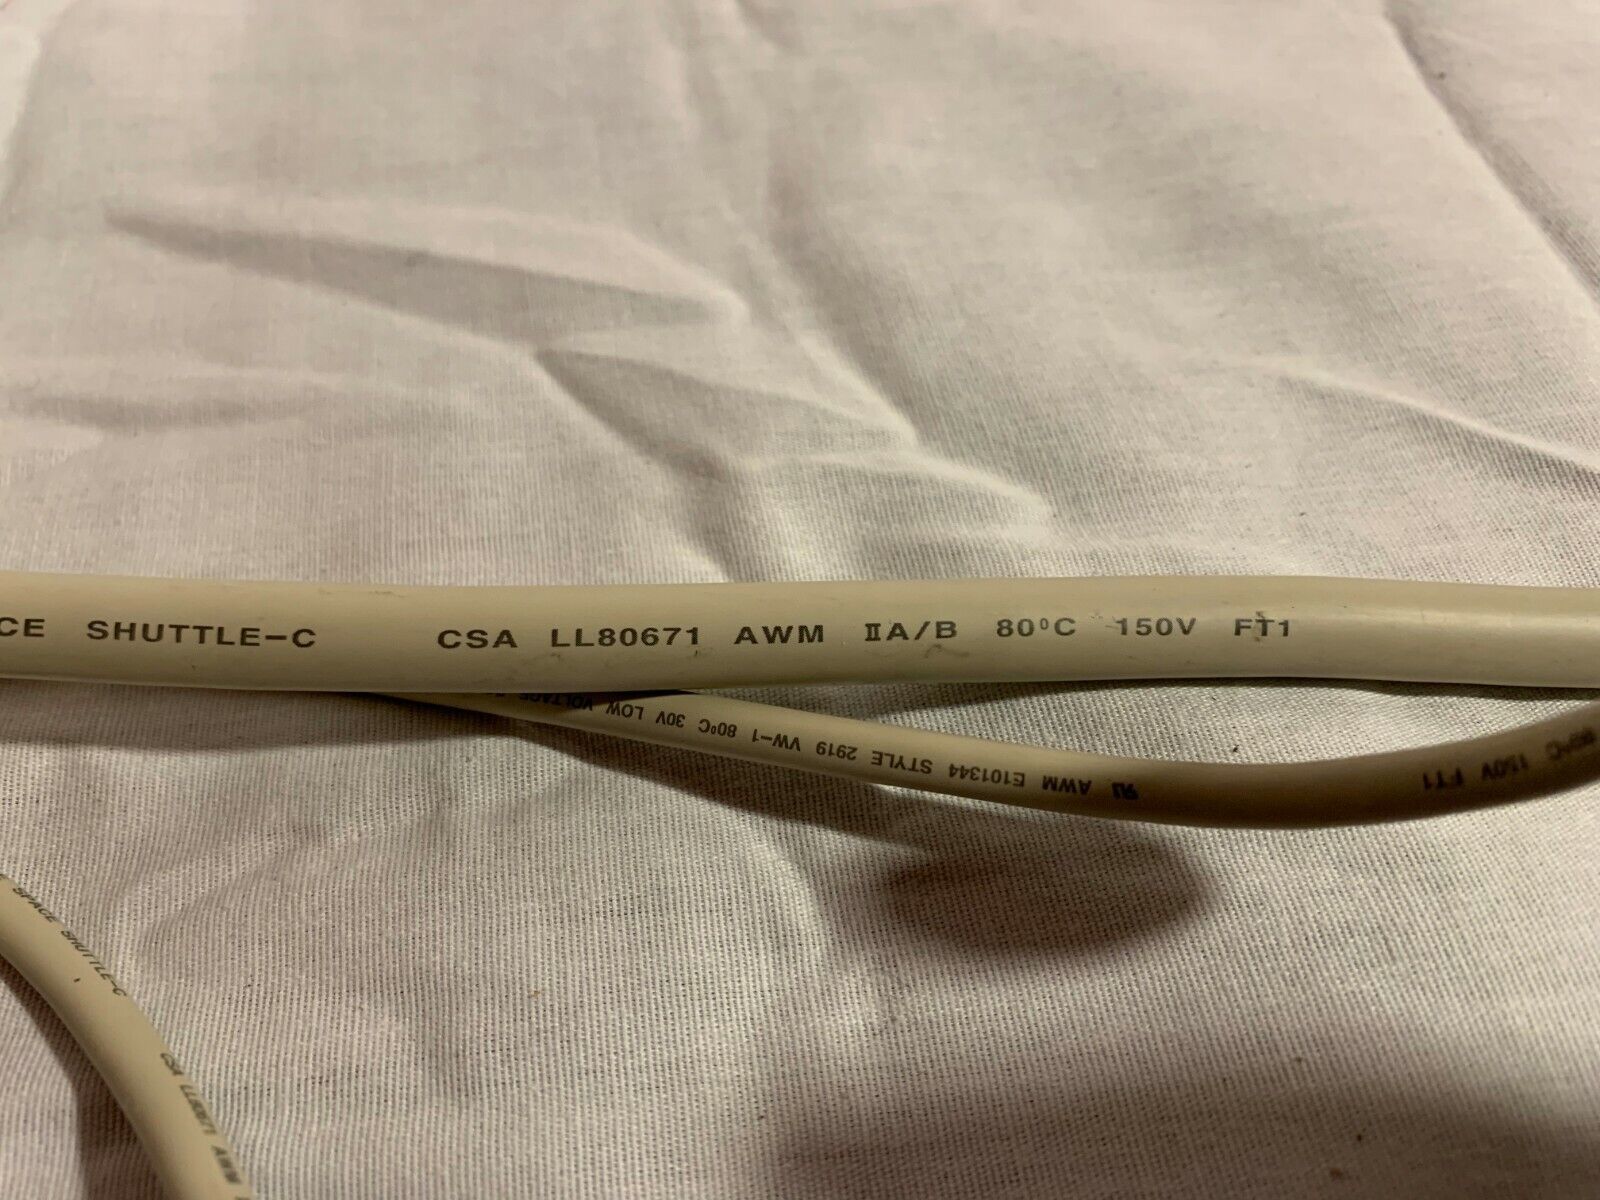 CE SHUTTLE-C CSA LL80671 AWM IIA/B 80°C 150V FT1
AWM E101344 STYLE 2919 VW-1 80°C 30V LOW VOLTAGE
80°C 150V FT1
SPACE SHUTTLE-C CSA LL80671 AWM